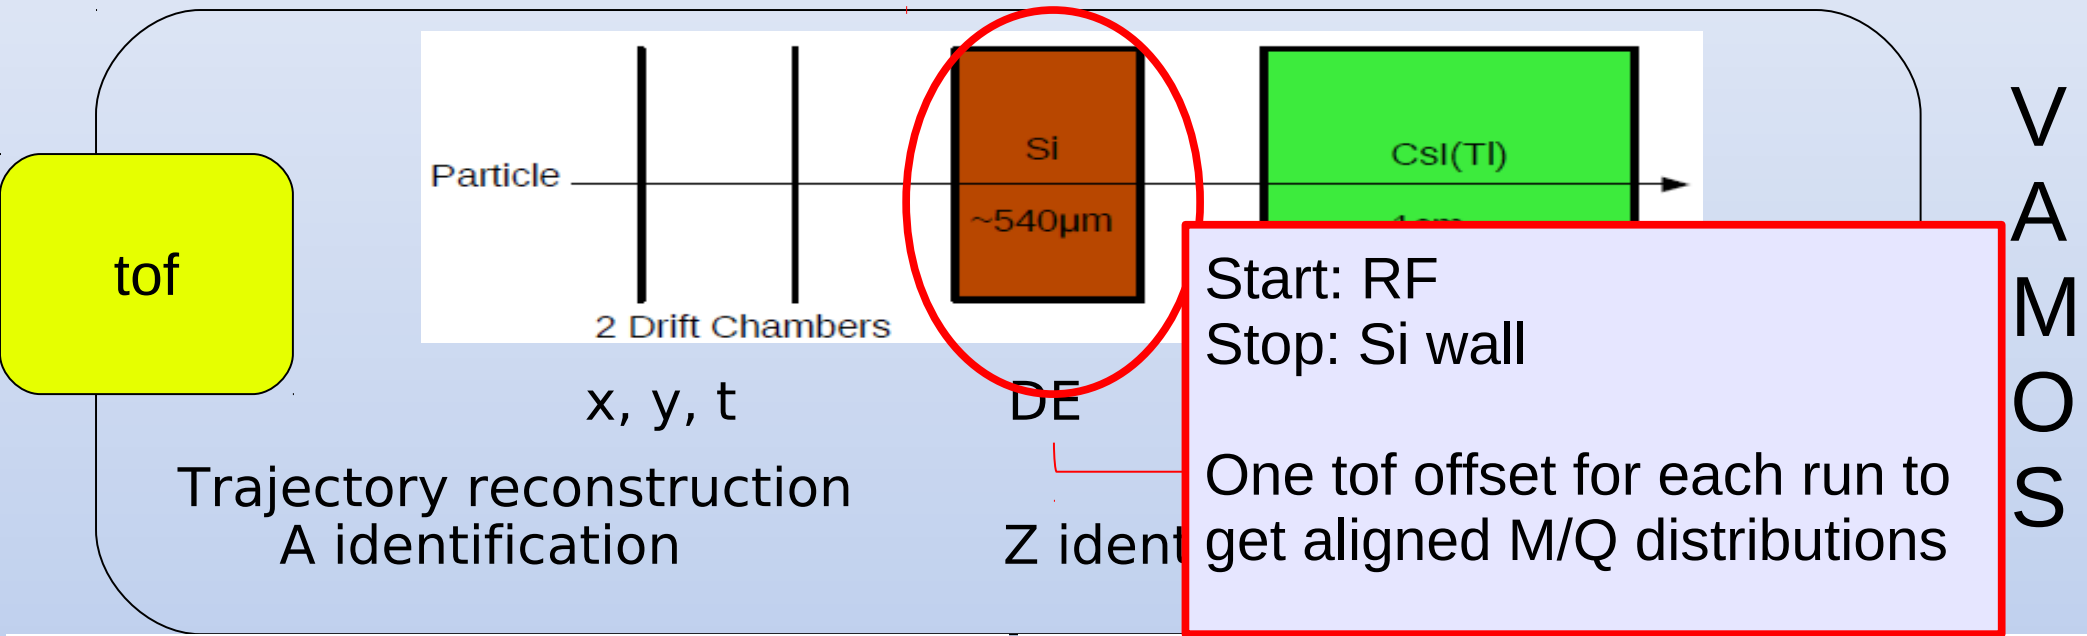 tof
Particle
Si
~540µm
CsI(Tl)
2 Drift Chambers
x, y, t
DE
Trajectory reconstruction
A identification
Z
Start: RF
Stop: Si wall
One tof offset for each run to
get aligned M/Q distributions
V
A
M
O
S